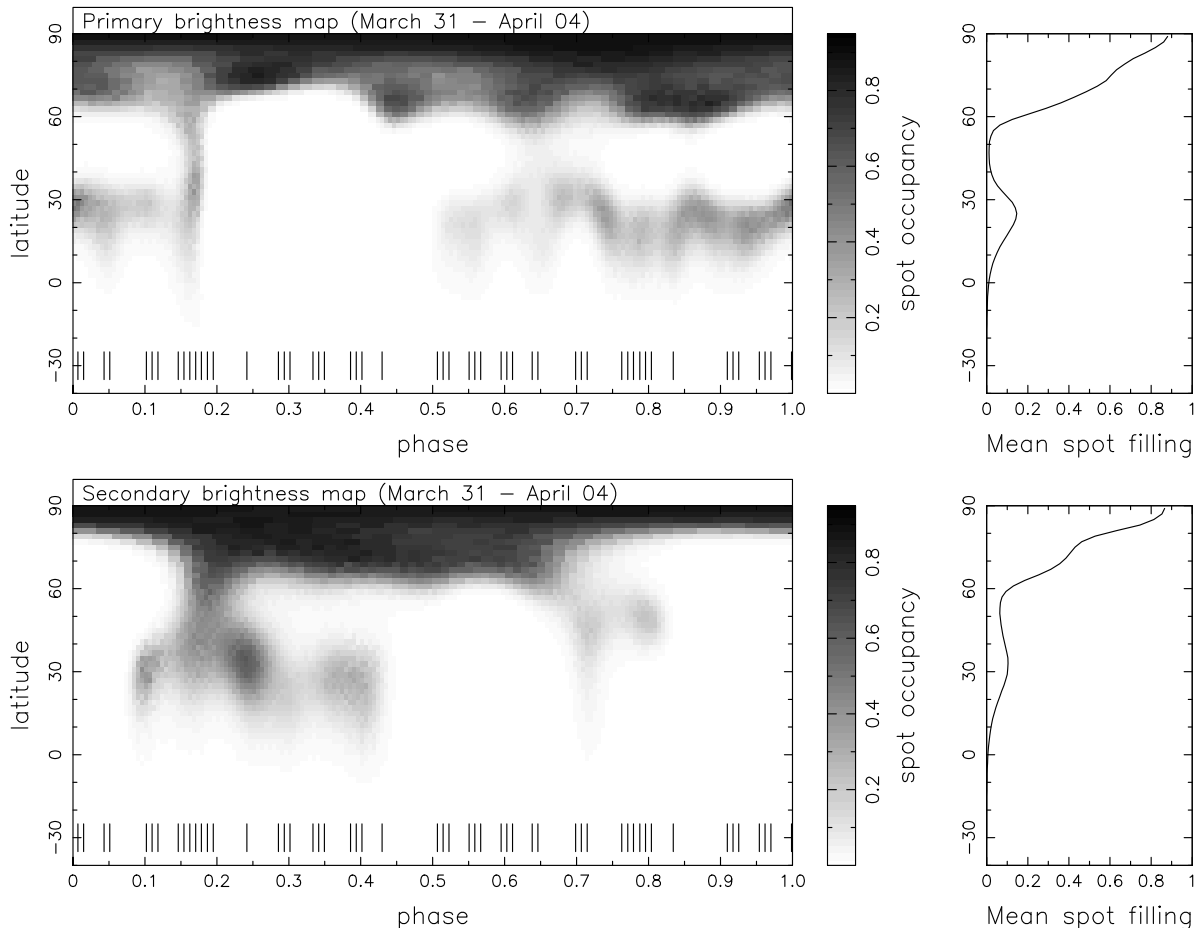 Primary brightness map (March 31 – April 04)
90
60
30
0
−30
latitude
0 0.1 0.2 0.3 0.4 0.5 0.6 0.7 0.8 0.9 1.0
phase
0.8
0.6
0.4
0.2
spot occupancy
90
60
30
0
−30
0 0.2 0.4 0.6 0.8 1
Mean spot filling
Secondary brightness map (March 31 – April 04)
90
60
30
0
−30
latitude
0 0.1 0.2 0.3 0.4 0.5 0.6 0.7 0.8 0.9 1.0
phase
0.8
0.6
0.4
0.2
spot occupancy
90
60
30
0
−30
0 0.2 0.4 0.6 0.8 1
Mean spot filling